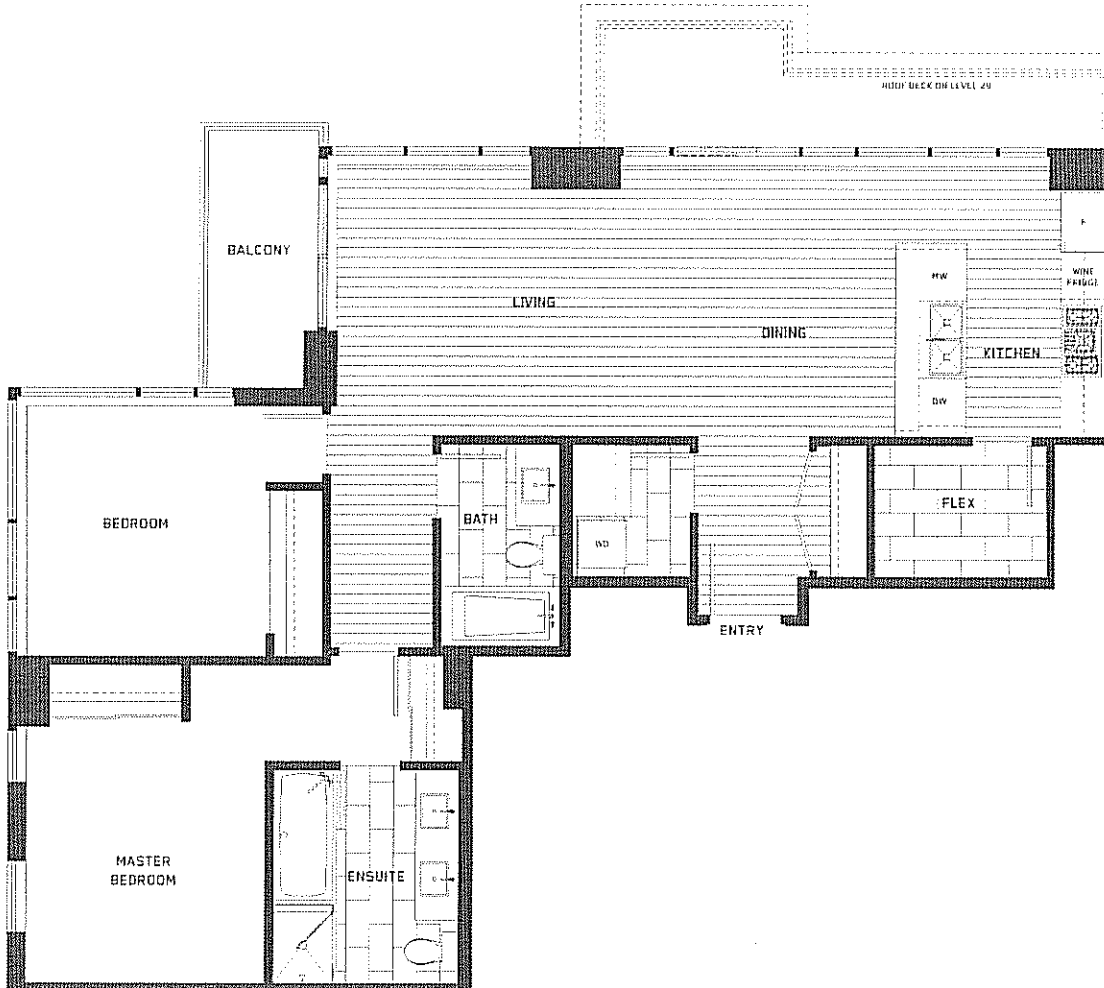 ROOF DECK ON LEVEL 29
BALCONY
F
MW
WINE
FRIDGE
LIVING
DINING
KITCHEN
DW
BEDROOM
BATH
WD
FLEX
ENTRY
MASTER
BEDROOM
ENSUITE